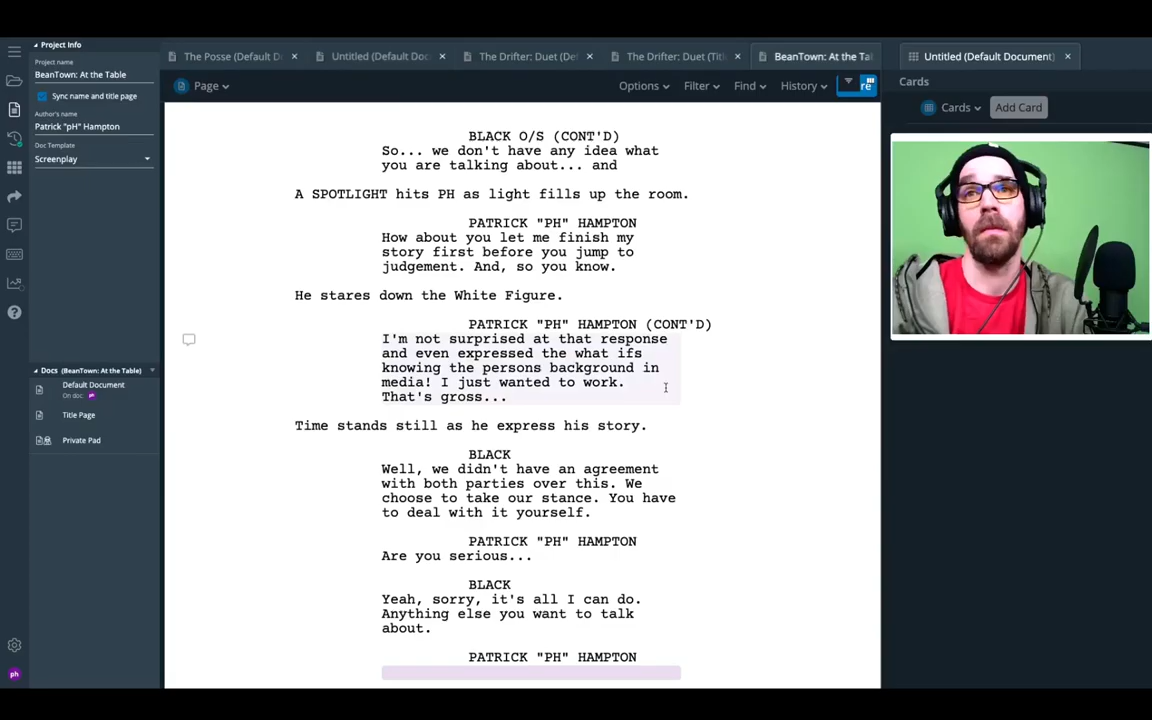 Project Info
Project name
BeanTown: At the Table
Sync name and title page
Author's name
Patrick "pH" Hampton
Doc Template
Screenplay
Docs (BeanTown: At the Table)
Default Document
On doc: ph
Title Page
Private Pad
ph
The Posse (Default D
Untitled (Default Doc
The Drifter: Duet (De
The Drifter: Duet (Titl
BeanTown: At the Ta
Page
Options
Filter
Find
History
re
BLACK O/S (CONT'D)
So... we don't have any idea what
you are talking about... and
A SPOTLIGHT hits PH as light fills up the room.
PATRICK "PH" HAMPTON
How about you let me finish my
story first before you jump to
judgement. And, so you know.
He stares down the White Figure.
PATRICK "PH" HAMPTON (CONT'D)
I'm not surprised at that response
and even expressed the what ifs
knowing the persons background in
media! I just wanted to work.
That's gross...
Time stands still as he express his story.
BLACK
Well, we didn't have an agreement
with both parties over this. We
choose to take our stance. You have
to deal with it yourself.
PATRICK "PH" HAMPTON
Are you serious...
BLACK
Yeah, sorry, it's all I can do.
Anything else you want to talk
about.
PATRICK "PH" HAMPTON
Untitled (Default Document)
Cards
Cards
Add Card